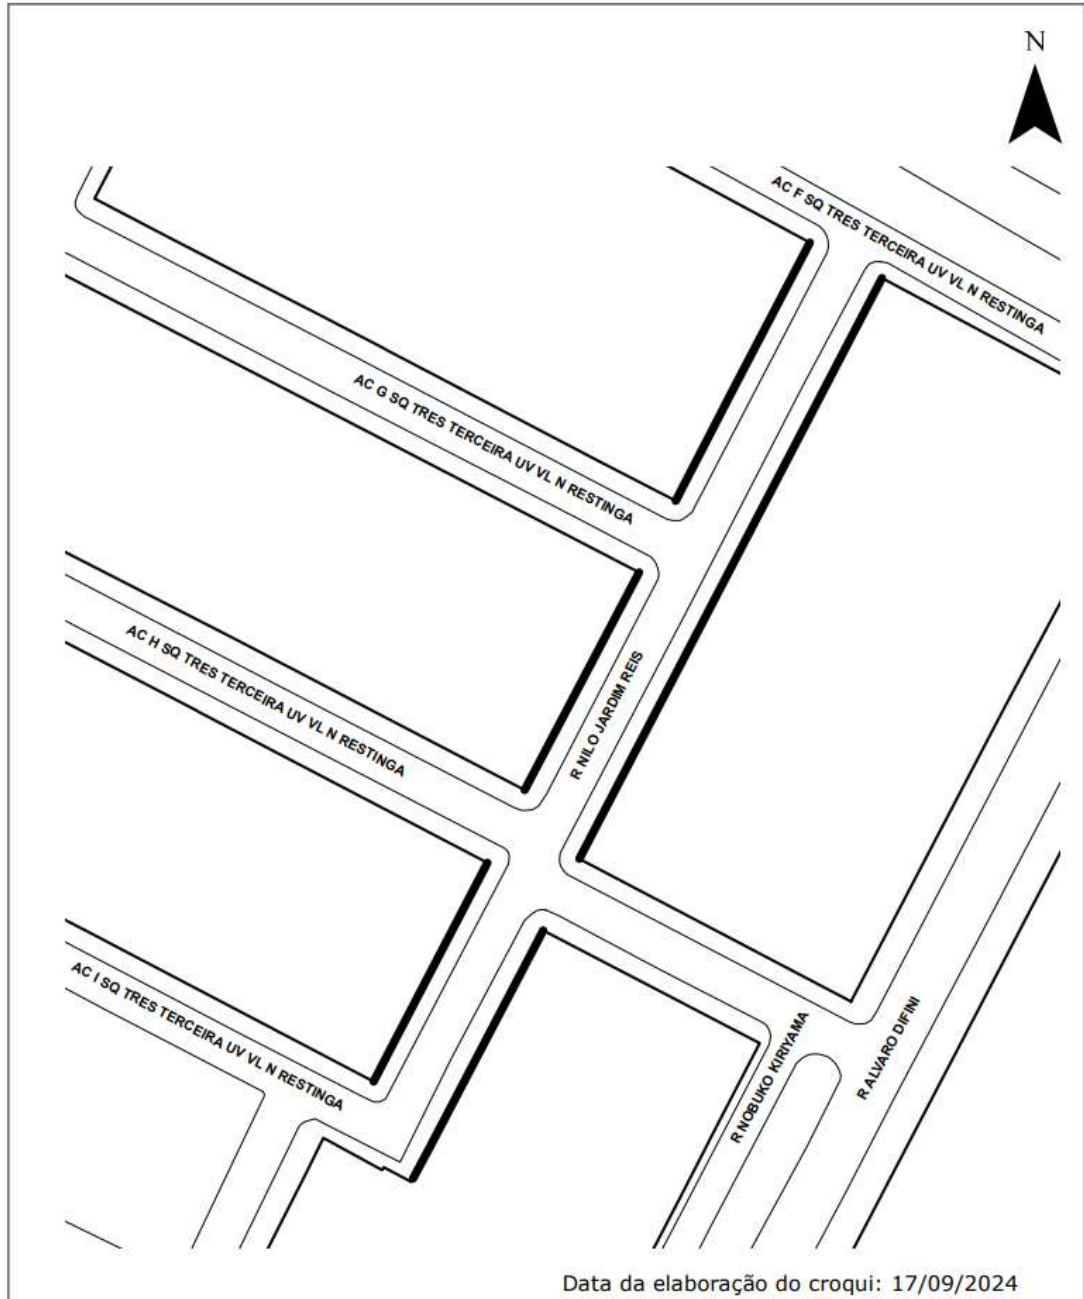 N
AC F SQ TRES TERCEIRA UV VL N RESTINGA
AC G SQ TRES TERCEIRA UV VL N RESTINGA
AC H SQ TRES TERCEIRA UV VL N RESTINGA
R NILO JARDIM REIS
AC I SQ TRES TERCEIRA UV VL N RESTINGA
R NOBUKO KIRIYAMA
R ALVARO DIFINI
Data da elaboração do croqui: 17/09/2024